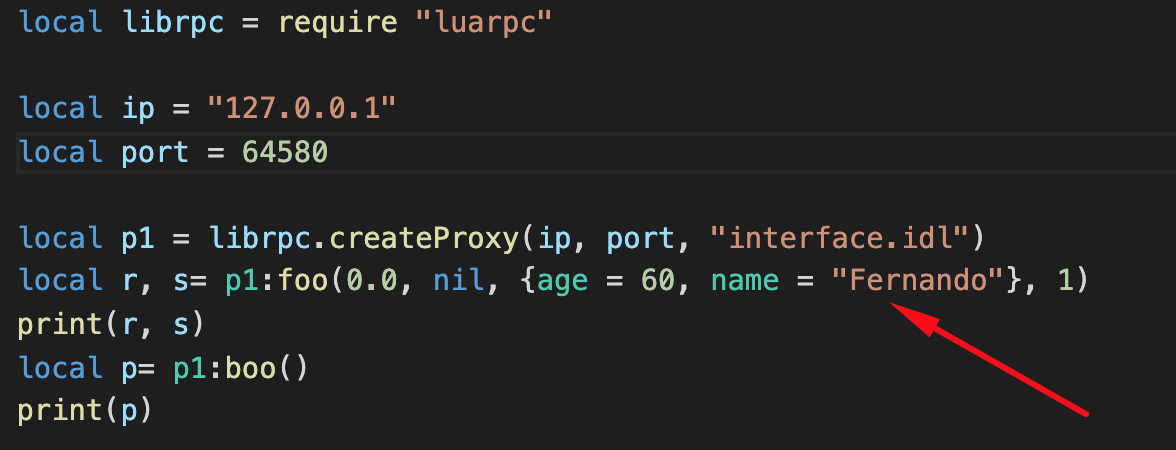 local librpc = require "luarpc"
local ip = "127.0.0.1"
local port = 64580
local p1 = librpc.createProxy(ip, port, "interface.idl")
local r, s= p1:foo(0.0, nil, {age = 60, name = "Fernando"}, 1)
print(r, s)
local p= p1:boo()
print(p)